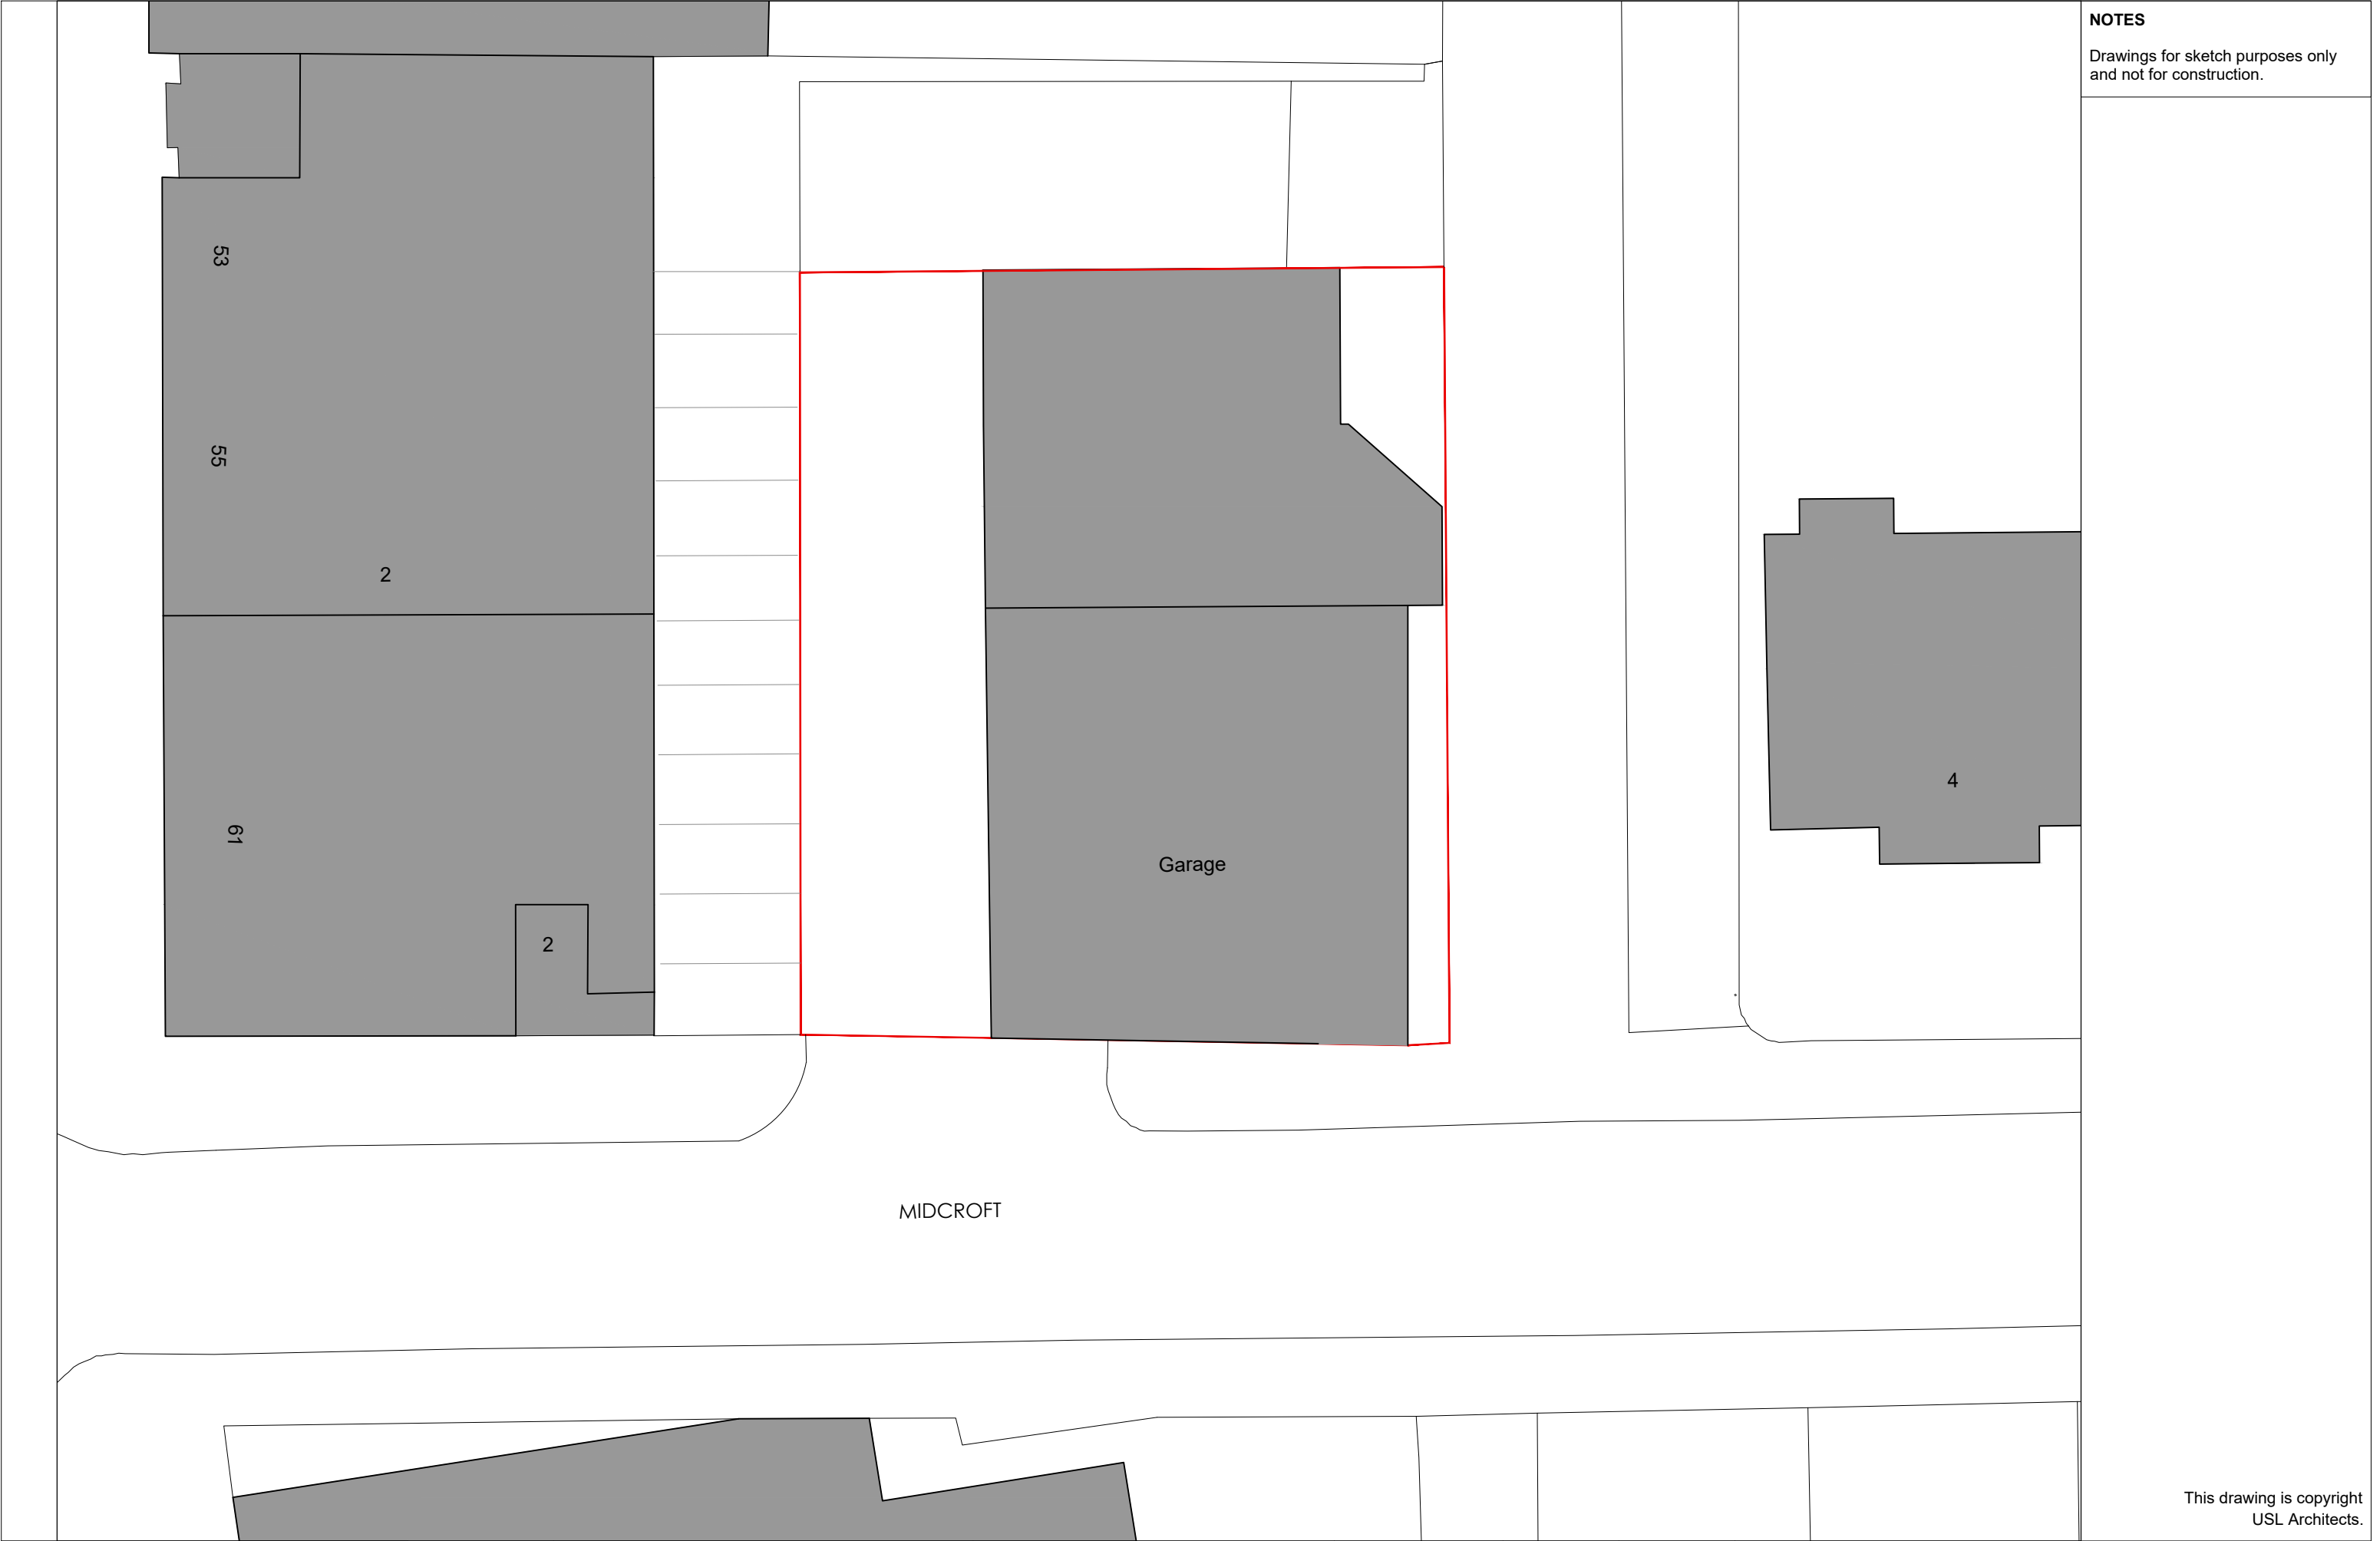 NOTES
Drawings for sketch purposes only
and not for construction.
53
55
2
61
2
Garage
4
MIDCROFT
This drawing is copyright
USL Architects.